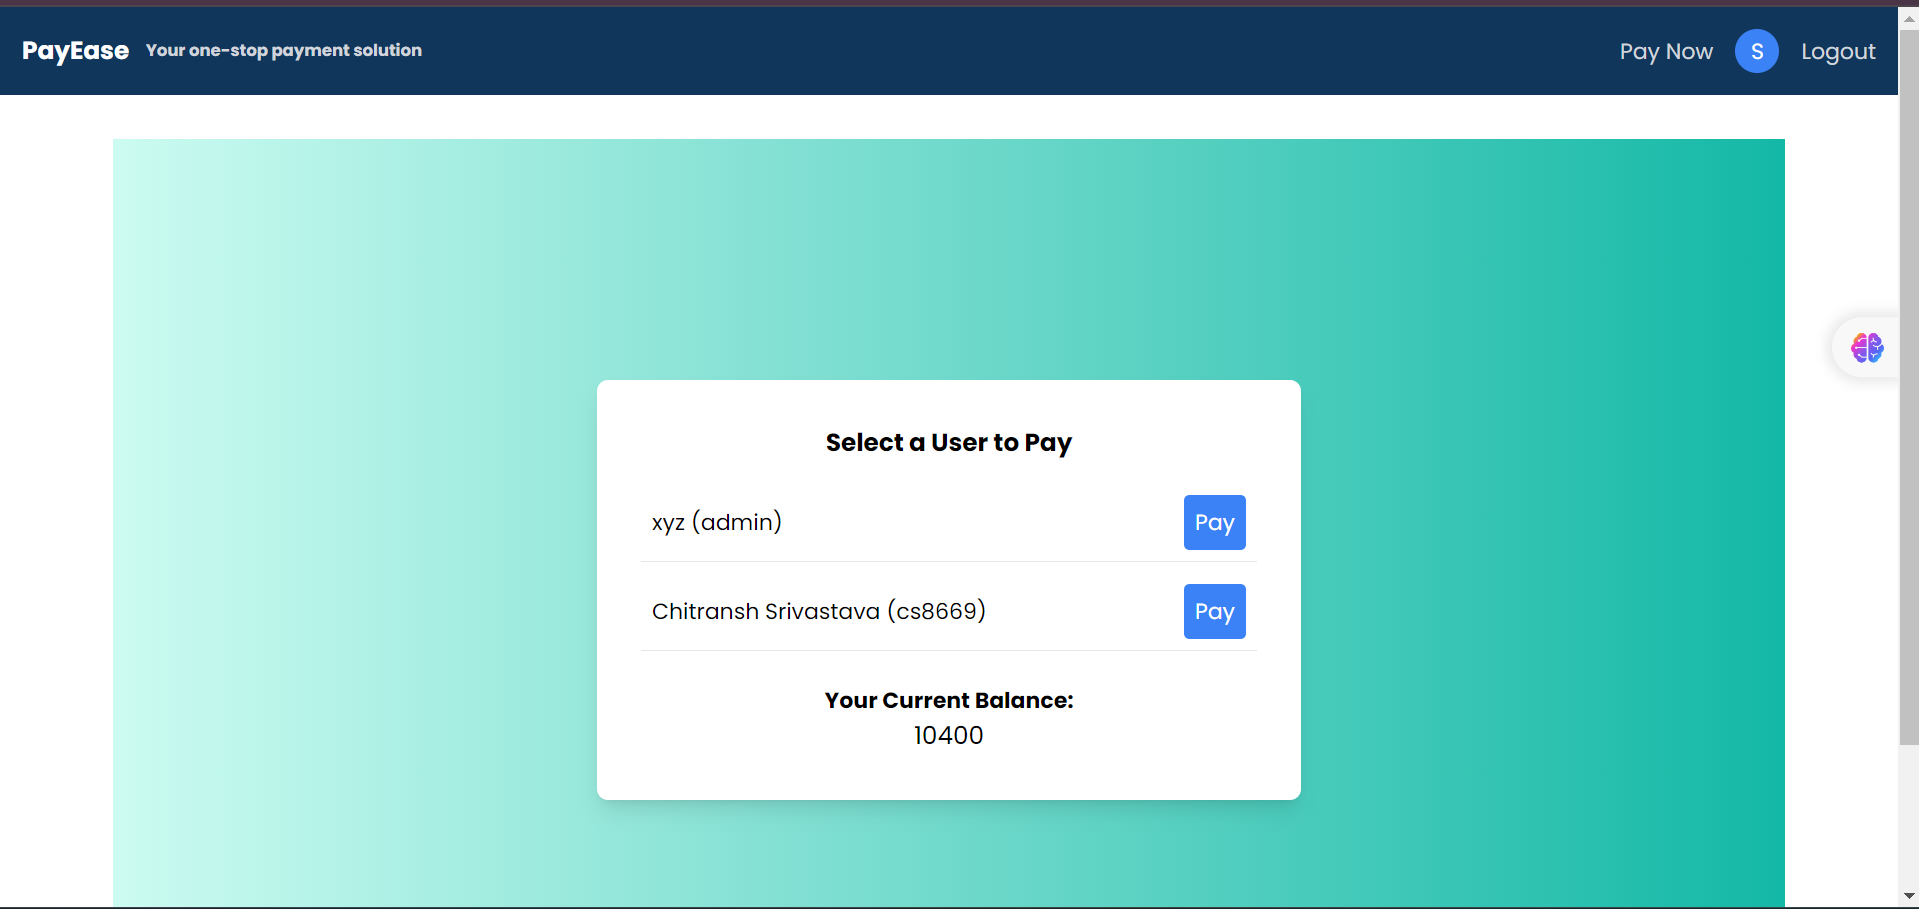 PayEase Your one-stop payment solution Pay Now S Logout
Select a User to Pay
xyz (admin) Pay
Chitransh Srivastava (cs8669) Pay
Your Current Balance:
10400